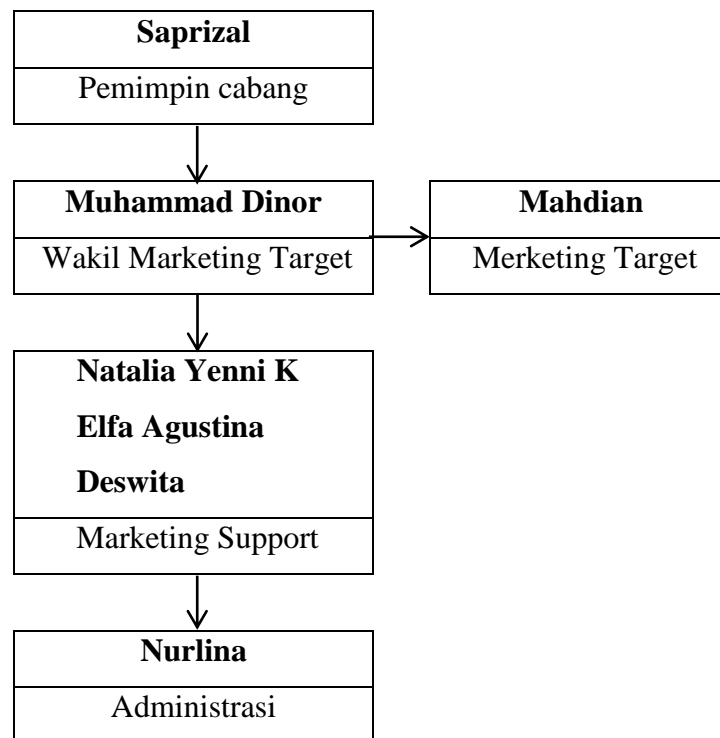 Saprizal
Pemimpin cabang
Muhammad Dinor
Wakil Marketing Target
Mahdian
Merketing Target
Natalia Yenni K
Elfa Agustina
Deswita
Marketing Support
Nurlina
Administrasi